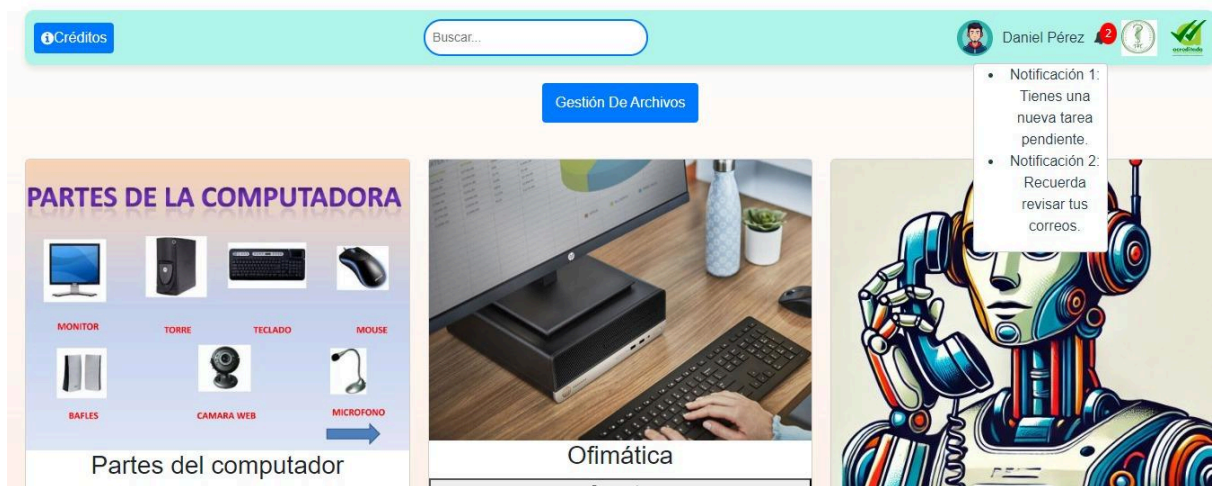 Créditos
Buscar...
Daniel Pérez
2
acreditada
Gestión De Archivos
Notificación 1:
Tienes una
nueva tarea
pendiente.
Notificación 2:
Recuerda
revisar tus
correos.
PARTES DE LA COMPUTADORA
MONITOR
TORRE
TECLADO
MOUSE
BAFLES
CAMARA WEB
MICROFONO
Partes del computador
Ofimática